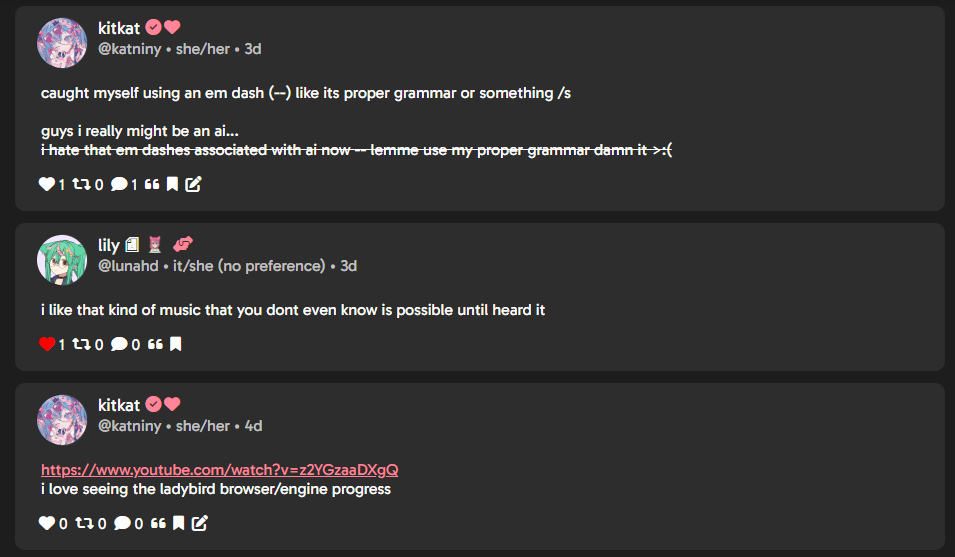 kitkat
@katniny • she/her • 3d
caught myself using an em dash (--) like its proper grammar or something /s
guys i really might be an ai...
i hate that em dashes associated with ai now -- lemme use my proper grammar damn it >:(
1 0 1
lily
@lunahd • it/she (no preference) • 3d
i like that kind of music that you dont even know is possible until heard it
1 0 0
kitkat
@katniny • she/her • 4d
https://www.youtube.com/watch?v=z2YGzaaDXgQ
i love seeing the ladybird browser/engine progress
0 0 0